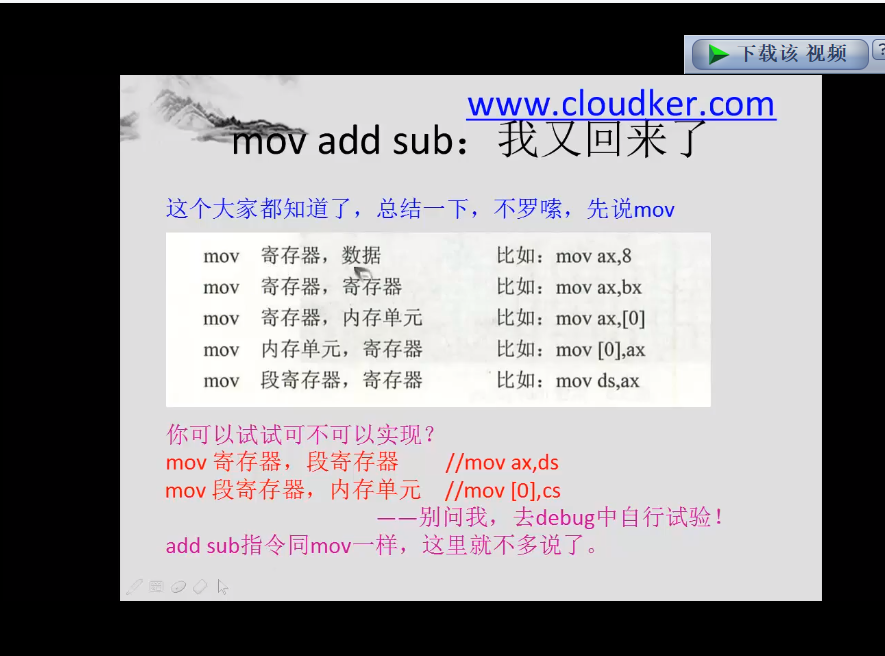 下载该 视频
?
www.cloudker.com
mov add sub：我又回来了
这个大家都知道了，总结一下，不罗嗦，先说mov
mov 寄存器，数据 比如：mov ax,8
mov 寄存器，寄存器 比如：mov ax,bx
mov 寄存器，内存单元 比如：mov ax,[0]
mov 内存单元，寄存器 比如：mov [0],ax
mov 段寄存器，寄存器 比如：mov ds,ax
你可以试试可不可以实现？
mov 寄存器，段寄存器 //mov ax,ds
mov 段寄存器，内存单元 //mov [0],cs
——别问我，去debug中自行试验！
add sub指令同mov一样，这里就不多说了。